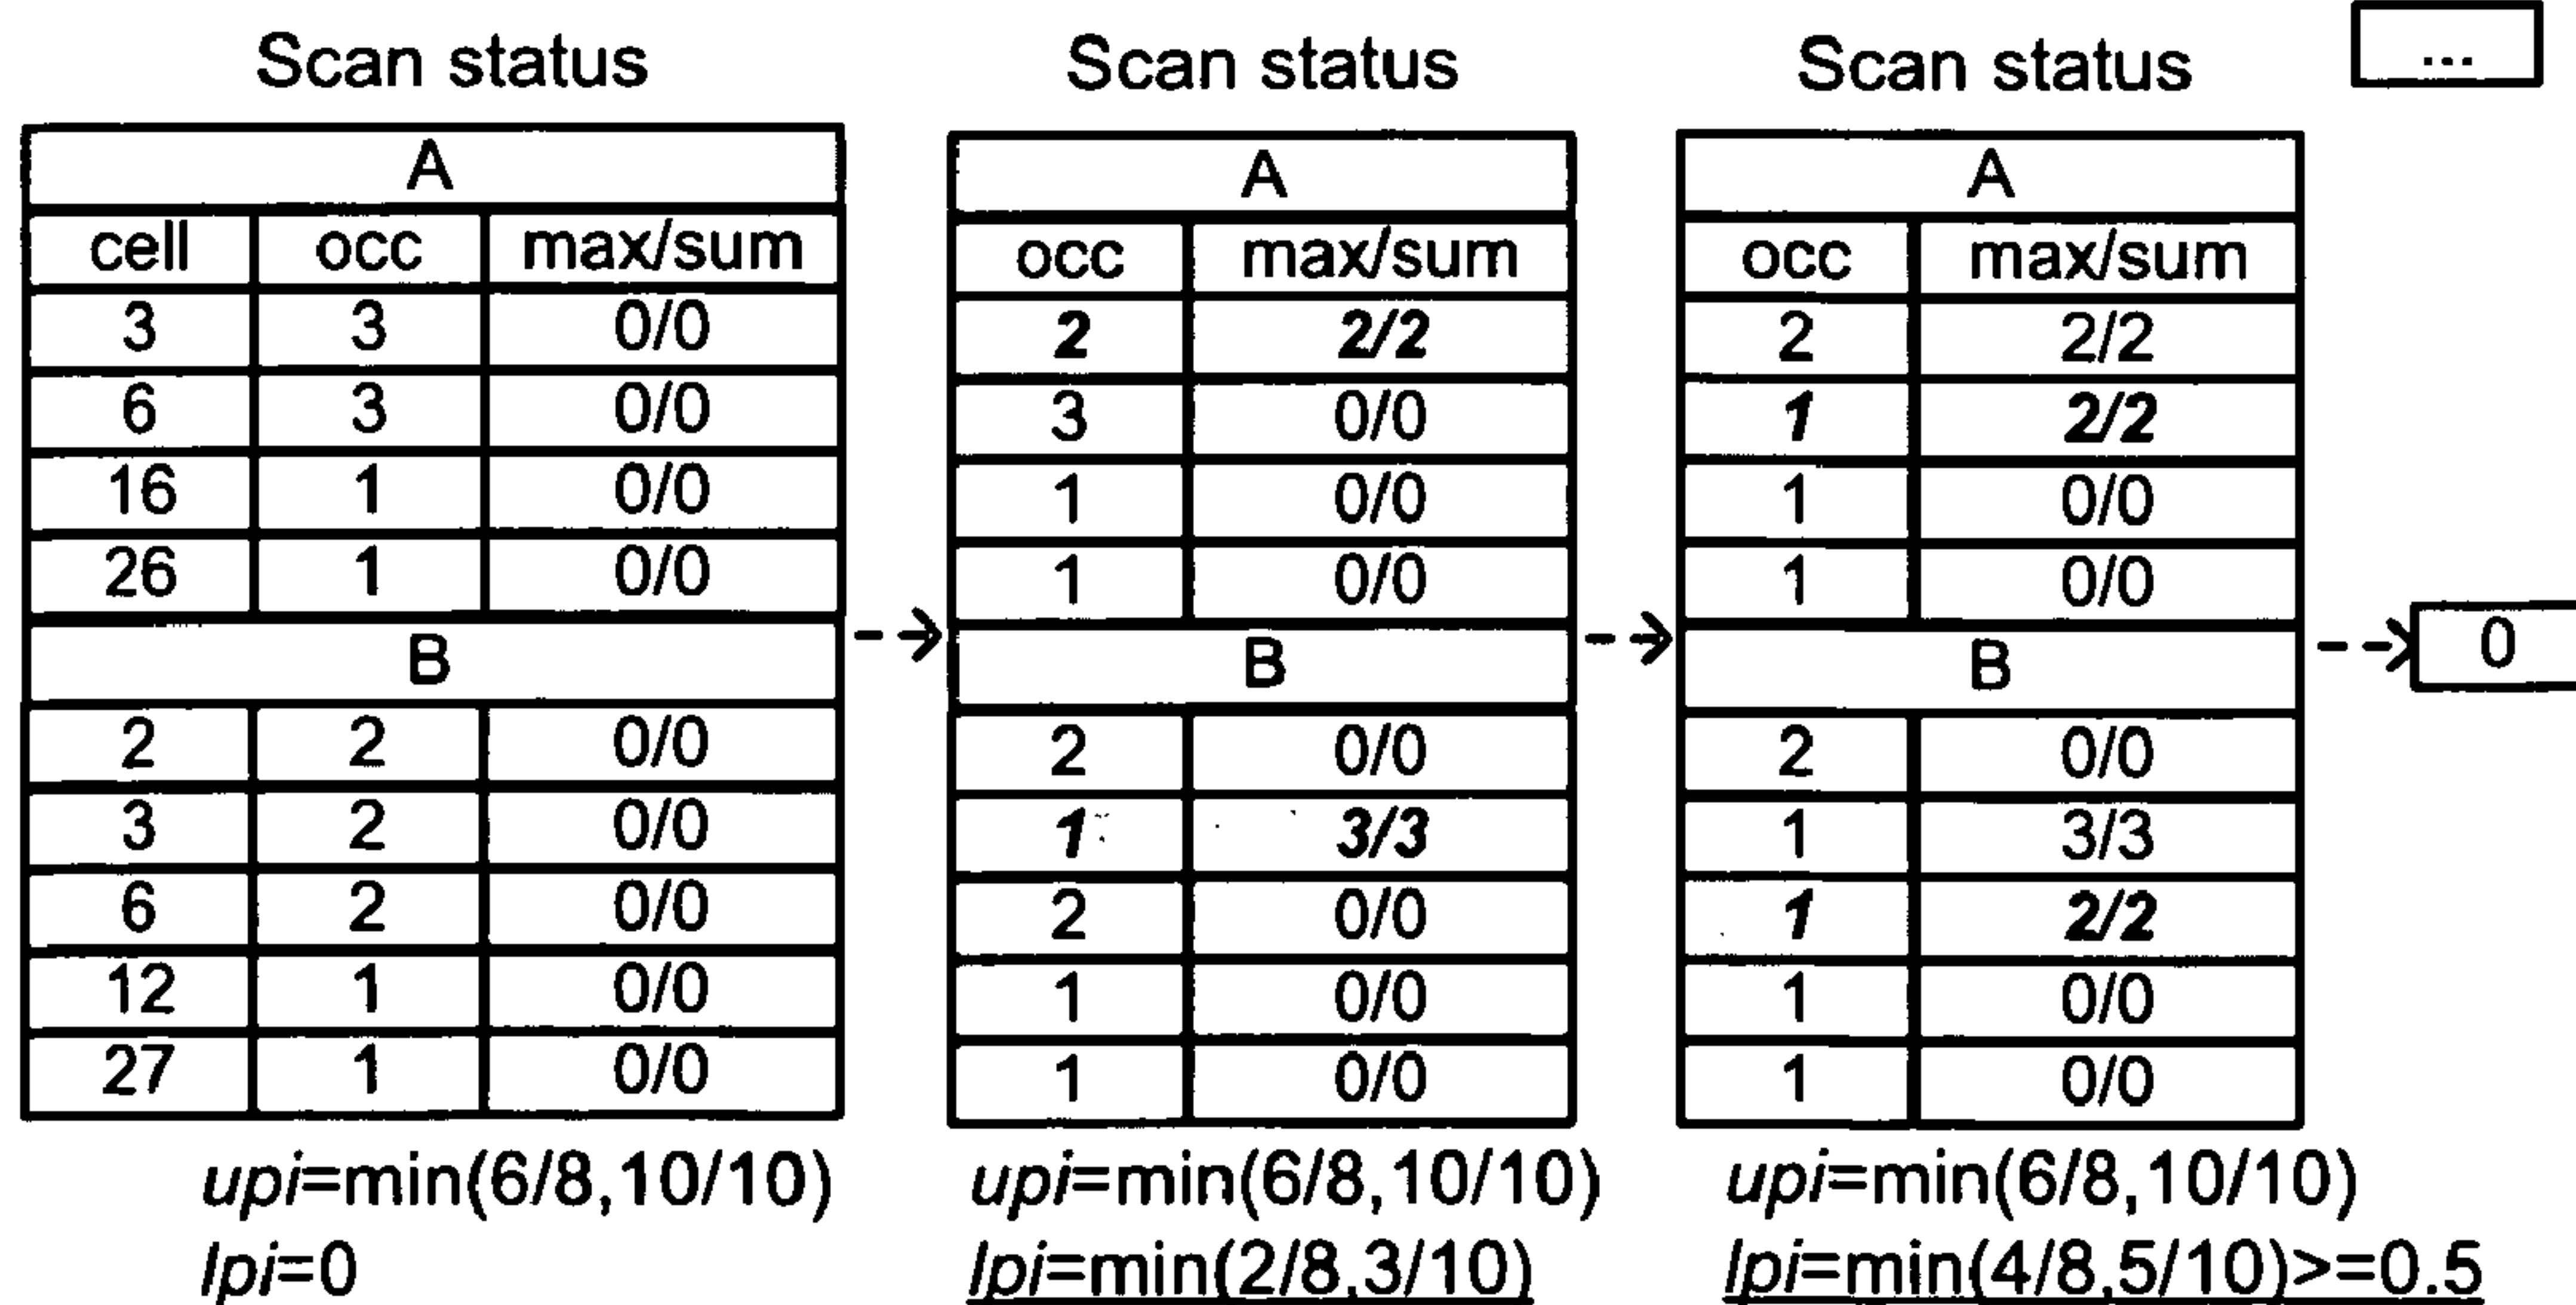 Scan status
A
cell occ max/sum
3 3 0/0
6 3 0/0
16 1 0/0
26 1 0/0
B
2 2 0/0
3 2 0/0
6 2 0/0
12 1 0/0
27 1 0/0
upi=min(6/8,10/10)
lpi=0
Scan status
A
occ max/sum
2 2/2
3 0/0
1 0/0
1 0/0
B
2 0/0
1 3/3
2 0/0
1 0/0
1 0/0
upi=min(6/8,10/10)
lpi=min(2/8,3/10)
Scan status
A
occ max/sum
2 2/2
1 2/2
1 0/0
1 0/0
B
2 0/0
1 3/3
1 2/2
1 0/0
1 0/0
upi=min(6/8,10/10)
lpi=min(4/8,5/10)>=0.5
...
0